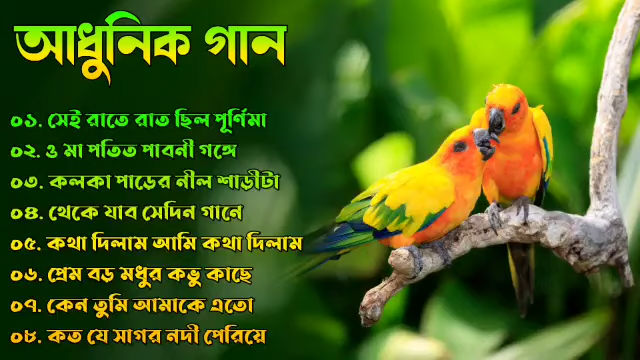 আধুনিক গান
০১. সেই রাতে রাত ছিল পূর্ণিমা
০২. ও মা পতিত পাবনী গঙ্গে
০৩. কলকা পাড়ের নীল শাড়ীটা
০৪. থেকে যাব সেদিন গানে
০৫. কথা দিলাম আমি কথা দিলাম
০৬. প্রেম বড় মধুর কভু কাছে
০৭. কেন তুমি আমাকে এতো
০৮. কত যে সাগর নদী পেরিয়ে